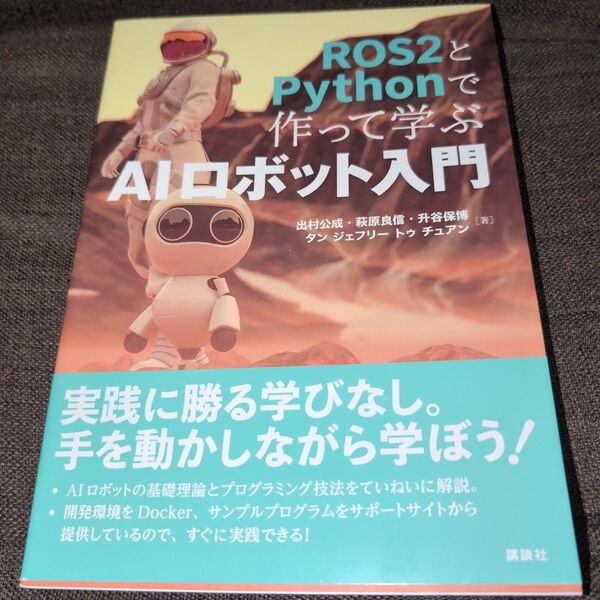 ROS2と
Pythonで
作って学ぶ
AIロボット入門
出村公成・萩原良信・升谷保博
タン ジェフリー トゥ チュアン
[著]
実践に勝る学びなし。
手を動かしながら学ぼう！
• AIロボットの基礎理論とプログラミング技法をていねいに解説。
• 開発環境をDocker、サンプルプログラムをサポートサイトから
提供しているので、すぐに実践できる！
講談社